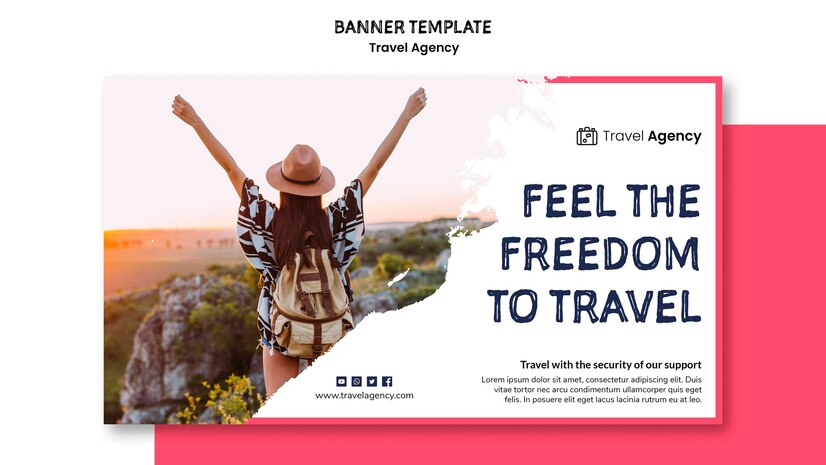 BANNER TEMPLATE
Travel Agency
Travel Agency
FEEL THE
FREEDOM
TO TRAVEL
Travel with the security of our support
Lorem ipsum dolor sit amet, consectetur adipiscing elit. Duis
vitae tortor nec arcu condimentum ullamcorper quis eget
felis. In posuere elit eget lacus lacinia rutrum eu at leo.
www.travelagency.com